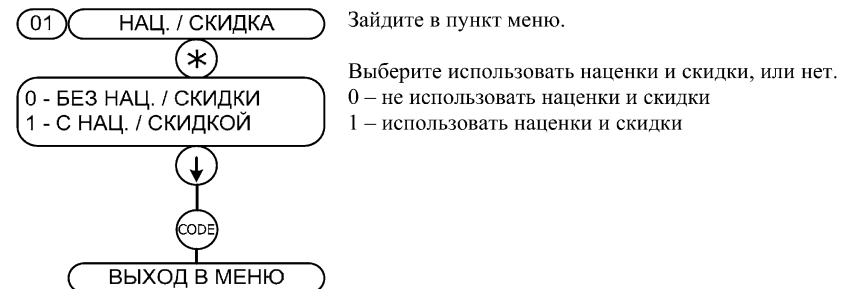 01 НАЦ. / СКИДКА
Зайдите в пункт меню.
*
Выберите использовать наценки и скидки, или нет.
0 - БЕЗ НАЦ. / СКИДКИ
0 – не использовать наценки и скидки
1 - С НАЦ. / СКИДКОЙ
1 – использовать наценки и скидки
CODE
ВЫХОД В МЕНЮ